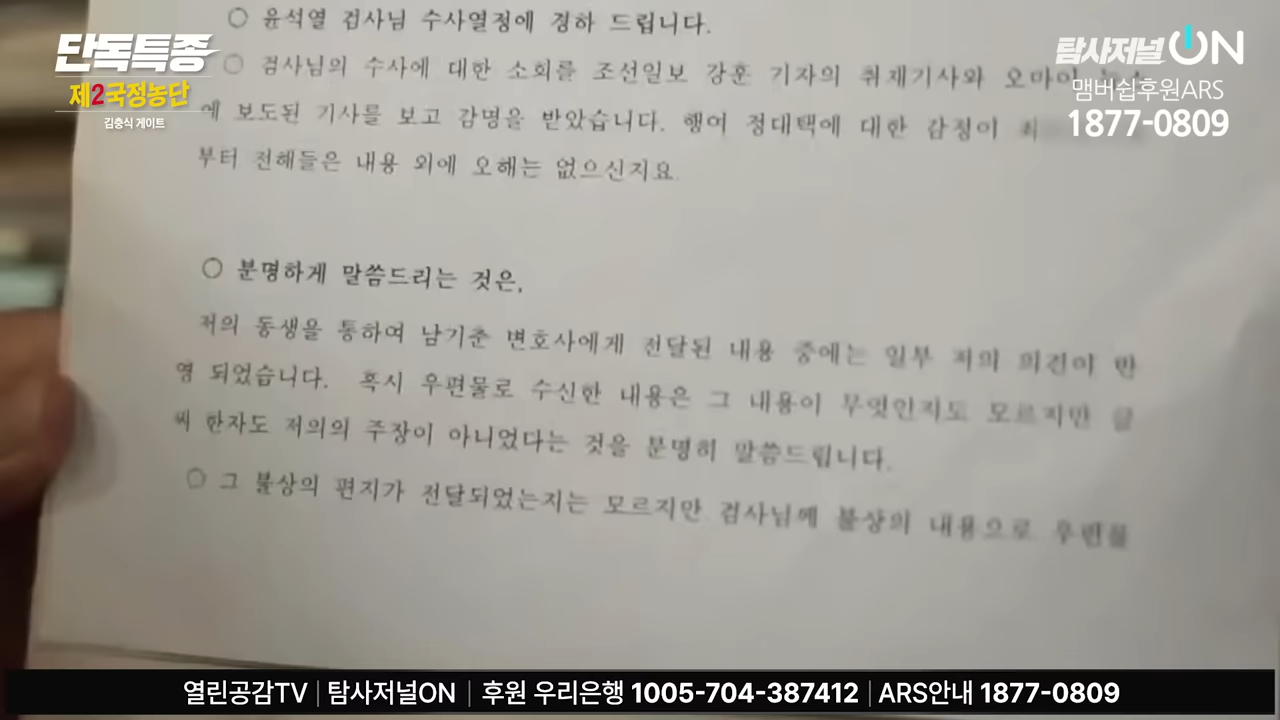 단독특종
제2국정농단
김충식 게이트
탐사저널ON
맴버쉽후원ARS
1877-0809
○ 윤석열 검사님 수사열정에 경하 드립니다.
○ 검사님의 수사에 대한 소회를 조선일보 강훈 기자의 취재기사와 오마이
에 보도된 기사를 보고 감명을 받았습니다. 행여 정대택에 대한 감정이 최
부터 전해들은 내용 외에 오해는 없으신지요.
○ 분명하게 말씀드리는 것은,
저의 동생을 통하여 남기춘 변호사에게 전달된 내용 중에는 일부 저의 의견이 반
영 되었습니다. 혹시 우편물로 수신한 내용은 그 내용이 무엇인지도 모르지만 글
씨 한자도 저의의 주장이 아니었다는 것을 분명히 말씀드립니다.
○ 그 불상의 편지가 전달되었는지는 모르지만 검사님께 불상의 내용으로 우편물
열린공감TV | 탐사저널ON | 후원 우리은행 1005-704-387412 | ARS안내 1877-0809